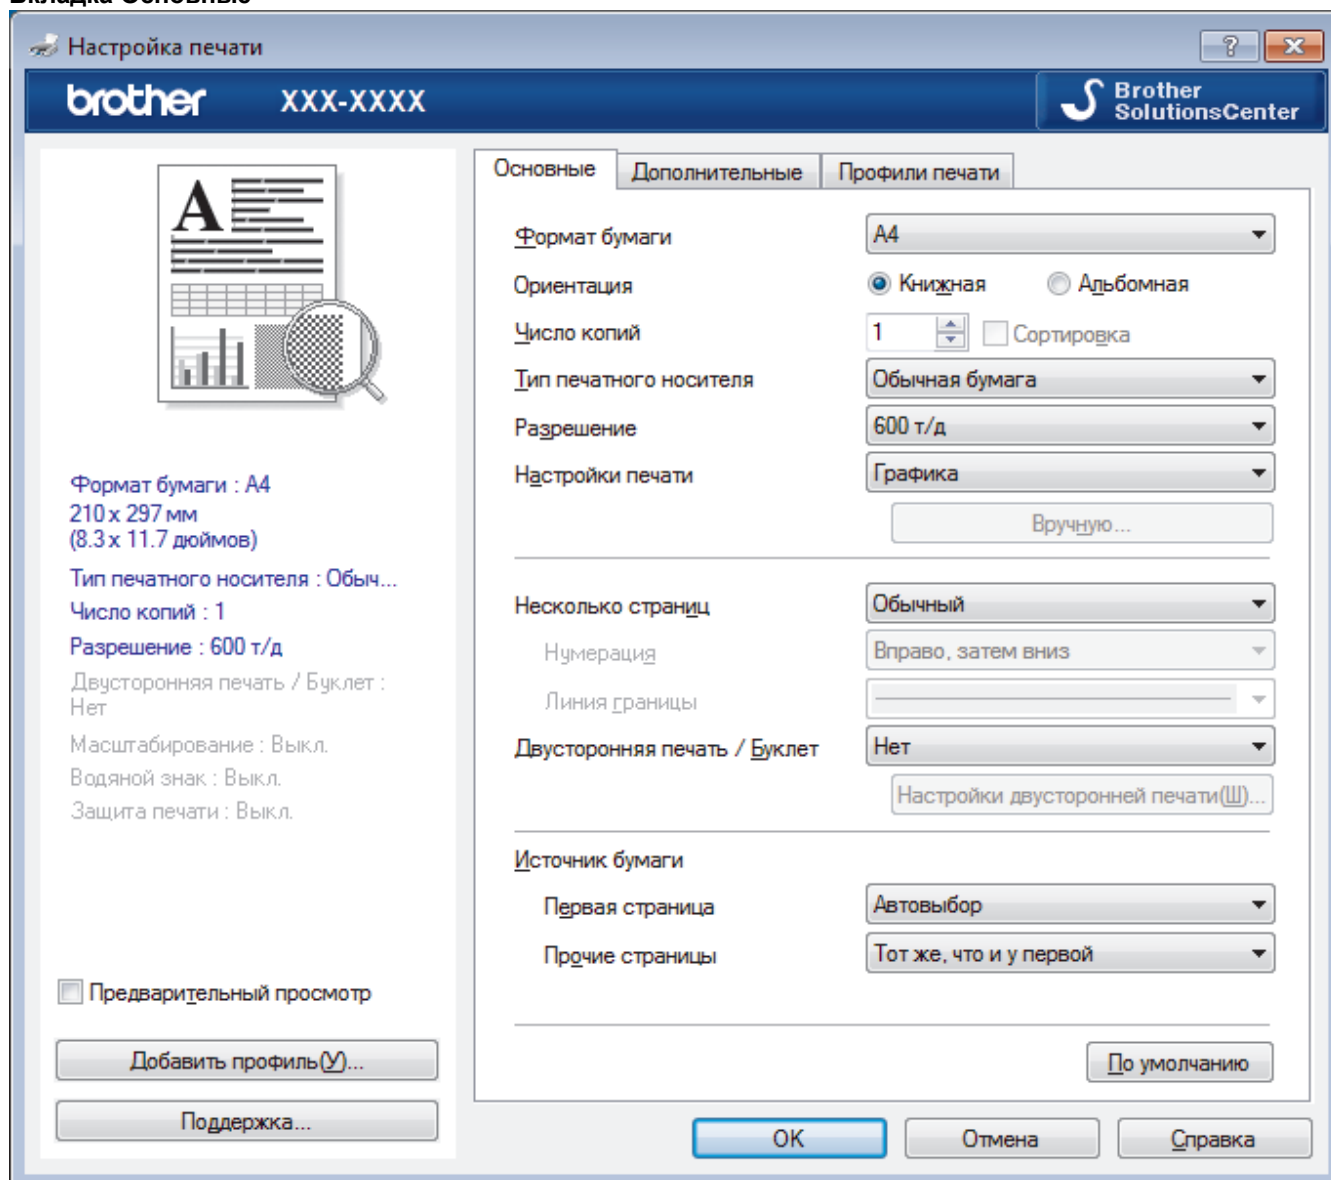 Вкладка Основные
Настройка печати
brother XXX-XXXX
Brother
SolutionsCenter
A
Формат бумаги : A4
210 x 297 мм
(8.3 x 11.7 дюймов)
Тип печатного носителя : Обыч...
Число копий : 1
Разрешение : 600 т/д
Двусторонняя печать / Буклет :
Нет
Масштабирование : Выкл.
Водяной знак : Выкл.
Защита печати : Выкл.
Предварительный просмотр
Добавить профиль(У)...
Поддержка...
Основные Дополнительные Профили печати
Формат бумаги A4
Ориентация Книжная Альбомная
Число копий 1 Сортировка
Тип печатного носителя Обычная бумага
Разрешение 600 т/д
Настройки печати Графика
Вручную...
Несколько страниц Обычный
Нумерация Вправо, затем вниз
Линия границы
Двусторонняя печать / Буклет Нет
Настройки двусторонней печати(Ш)...
Источник бумаги
Первая страница Автовыбор
Прочие страницы Тот же, что и у первой
По умолчанию
OK Отмена Справка